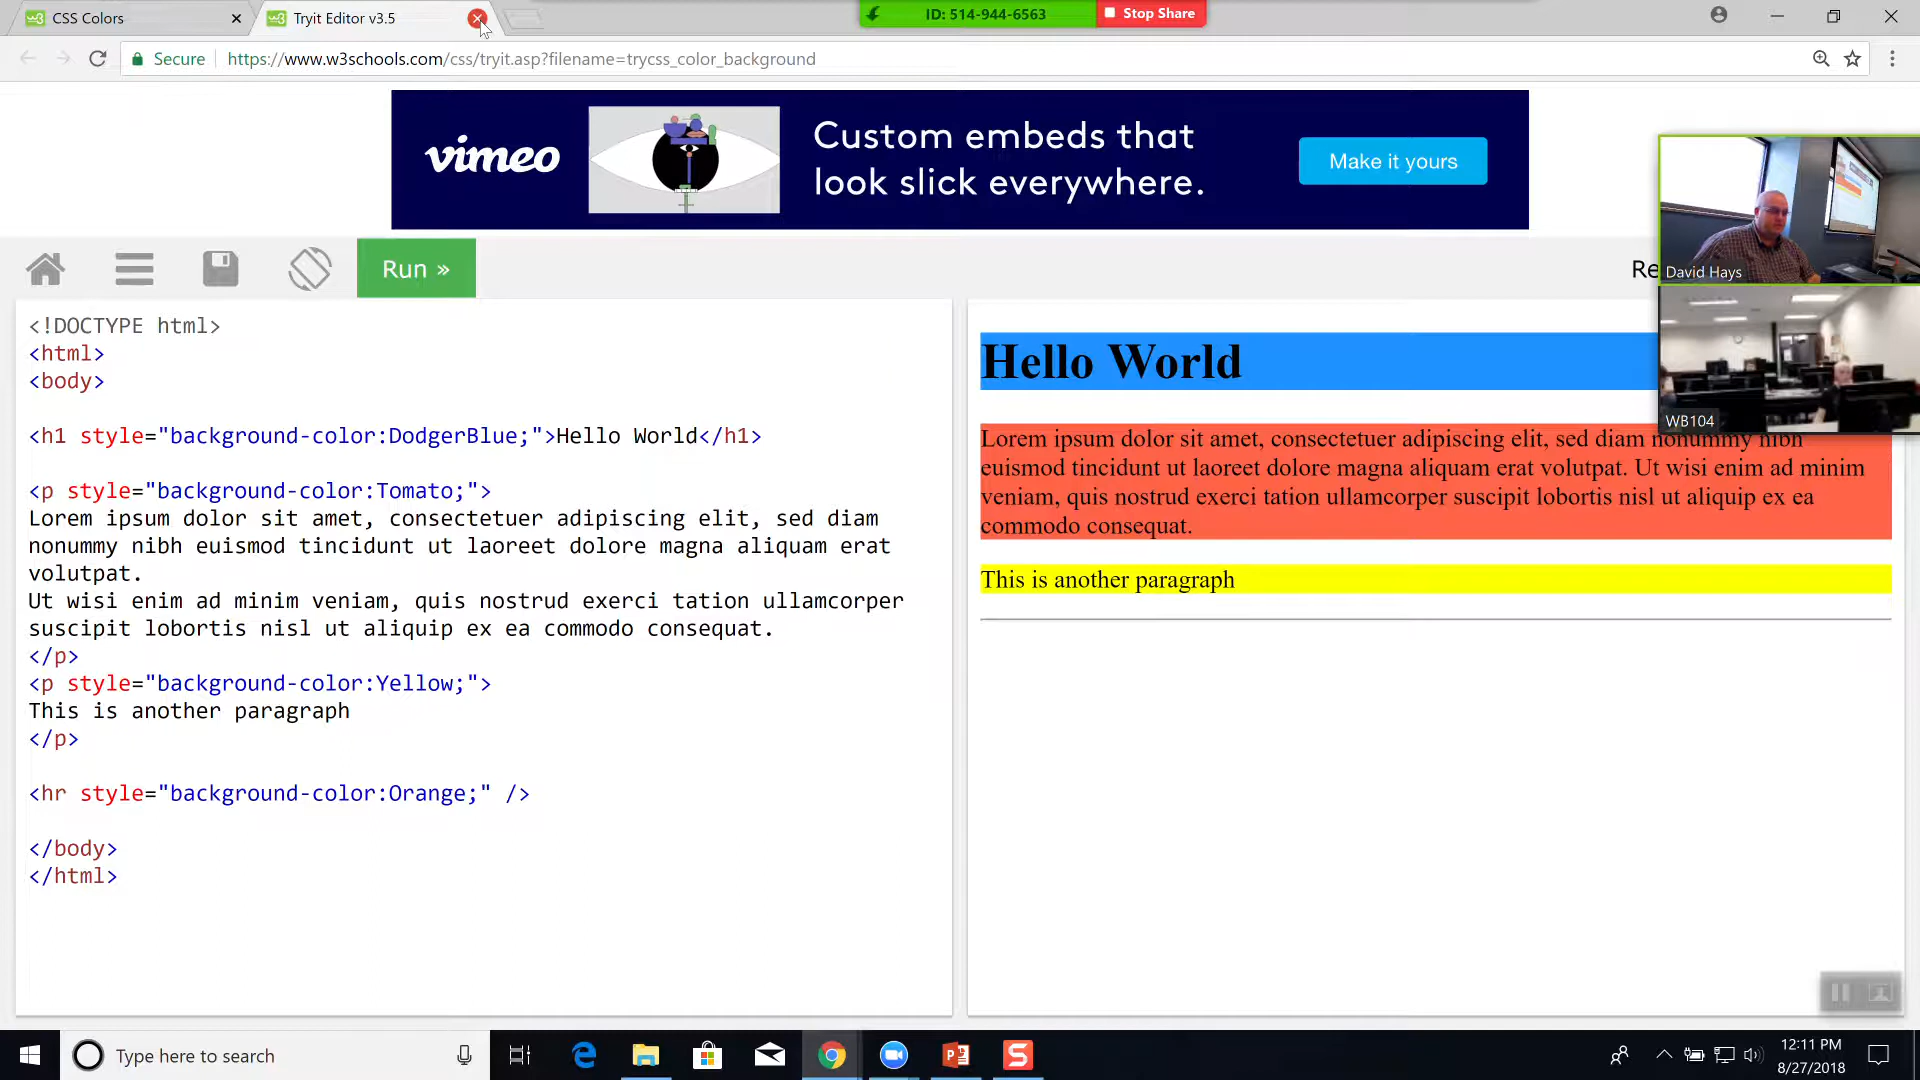 CSS Colors
Tryit Editor v3.5
ID: 514-944-6563
Stop Share
Secure
https://www.w3schools.com/css/tryit.asp?filename=trycss_color_background
vimeo
Custom embeds that
look slick everywhere.
Make it yours
Run »
Re
David Hays
WB104
<!DOCTYPE html>
<html>
<body>
<h1 style="background-color:DodgerBlue;">Hello World</h1>
<p style="background-color:Tomato;">
Lorem ipsum dolor sit amet, consectetuer adipiscing elit, sed diam
nonummy nibh euismod tincidunt ut laoreet dolore magna aliquam erat
volutpat.
Ut wisi enim ad minim veniam, quis nostrud exerci tation ullamcorper
suscipit lobortis nisl ut aliquip ex ea commodo consequat.
</p>
<p style="background-color:Yellow;">
This is another paragraph
</p>
<hr style="background-color:Orange;" />
</body>
</html>
Hello World
Lorem ipsum dolor sit amet, consectetuer adipiscing elit, sed diam nonummy nibh
euismod tincidunt ut laoreet dolore magna aliquam erat volutpat. Ut wisi enim ad minim
veniam, quis nostrud exerci tation ullamcorper suscipit lobortis nisl ut aliquip ex ea
commodo consequat.
This is another paragraph
Type here to search
12:11 PM
8/27/2018